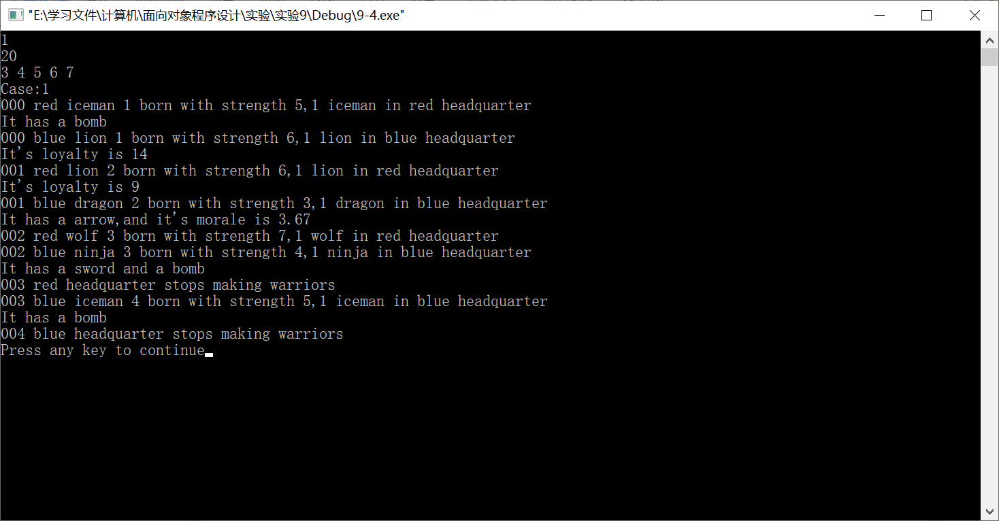 "E:\学习文件\计算机\面向对象程序设计\实验\实验9\Debug\9-4.exe"
1
20
3 4 5 6 7
Case:1
000 red iceman 1 born with strength 5,1 iceman in red headquarter
It has a bomb
000 blue lion 1 born with strength 6,1 lion in blue headquarter
It's loyalty is 14
001 red lion 2 born with strength 6,1 lion in red headquarter
It's loyalty is 9
001 blue dragon 2 born with strength 3,1 dragon in blue headquarter
It has a arrow,and it's morale is 3.67
002 red wolf 3 born with strength 7,1 wolf in red headquarter
002 blue ninja 3 born with strength 4,1 ninja in blue headquarter
It has a sword and a bomb
003 red headquarter stops making warriors
003 blue iceman 4 born with strength 5,1 iceman in blue headquarter
It has a bomb
004 blue headquarter stops making warriors
Press any key to continue